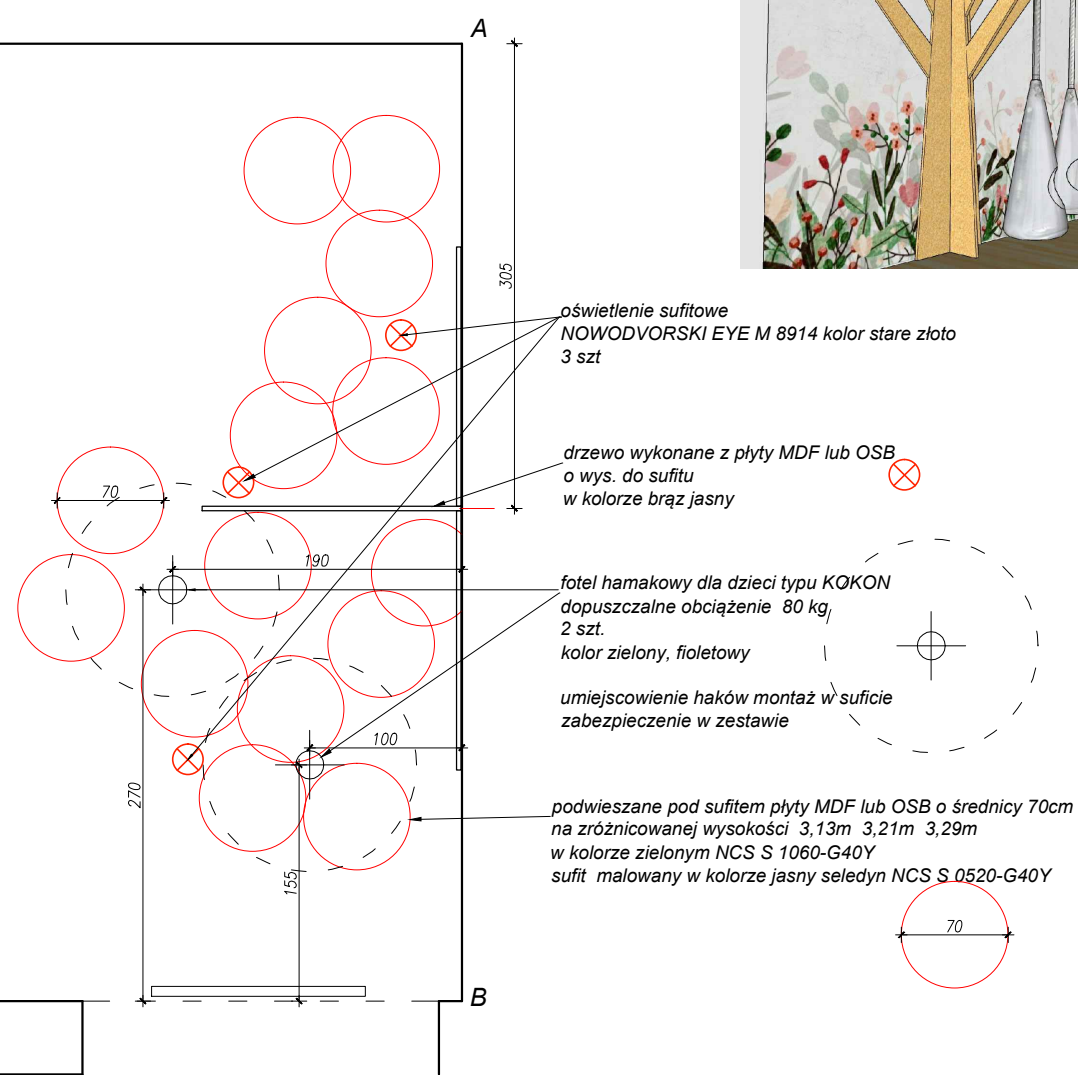 A
305
oświetlenie sufitowe
NOWODVORSKI EYE M 8914 kolor stare złoto
3 szt
drzewo wykonane z płyty MDF lub OSB
o wys. do sufitu
w kolorze brąz jasny
70
190
fotel hamakowy dla dzieci typu KOKON
dopuszczalne obciążenie 80 kg
2 szt.
kolor zielony, fioletowy
umiejscowienie haków montaż w suficie
zabezpieczenie w zestawie
100
270
155
podwieszane pod sufitem płyty MDF lub OSB o średnicy 70cm
na zróżnicowanej wysokości 3,13m 3,21m 3,29m
w kolorze zielonym NCS S 1060-G40Y
sufit malowany w kolorze jasny seledyn NCS S 0520-G40Y
70
B